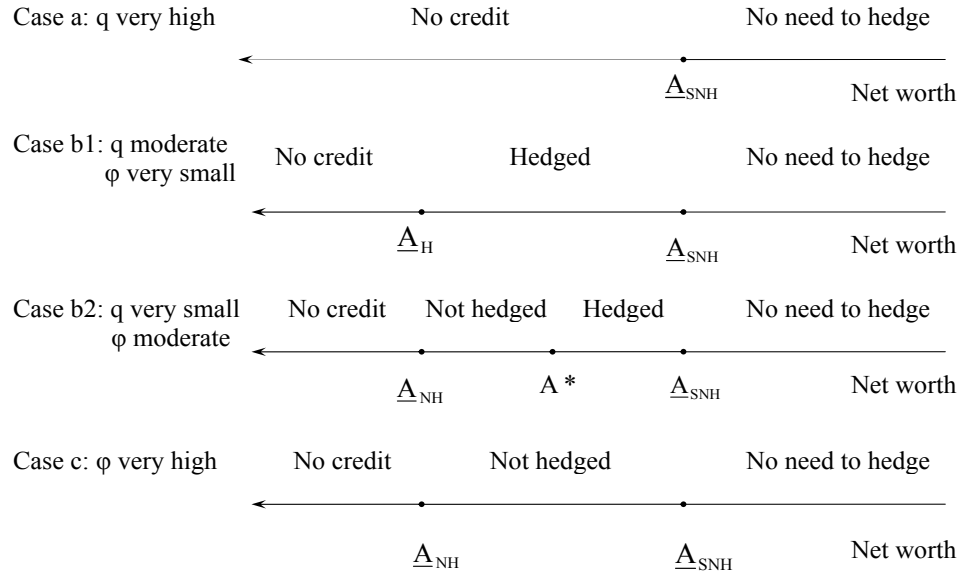 Case a: q very high No credit No need to hedge
A_SNH Net worth
Case b1: q moderate
φ very small No credit Hedged No need to hedge
A_H A_SNH Net worth
Case b2: q very small No credit Not hedged Hedged No need to hedge
φ moderate
A_NH A * A_SNH Net worth
Case c: φ very high No credit Not hedged No need to hedge
A_NH A_SNH Net worth